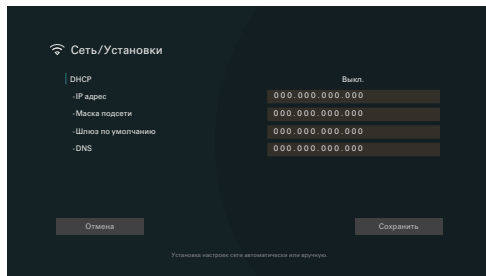 Сеть/Установки
DHCP Выкл.
-IP адрес 000.000.000.000
-Маска подсети 000.000.000.000
-Шлюз по умолчанию 000.000.000.000
-DNS 000.000.000.000
Отмена Сохранить
Установка настроек сети автоматически или вручную.